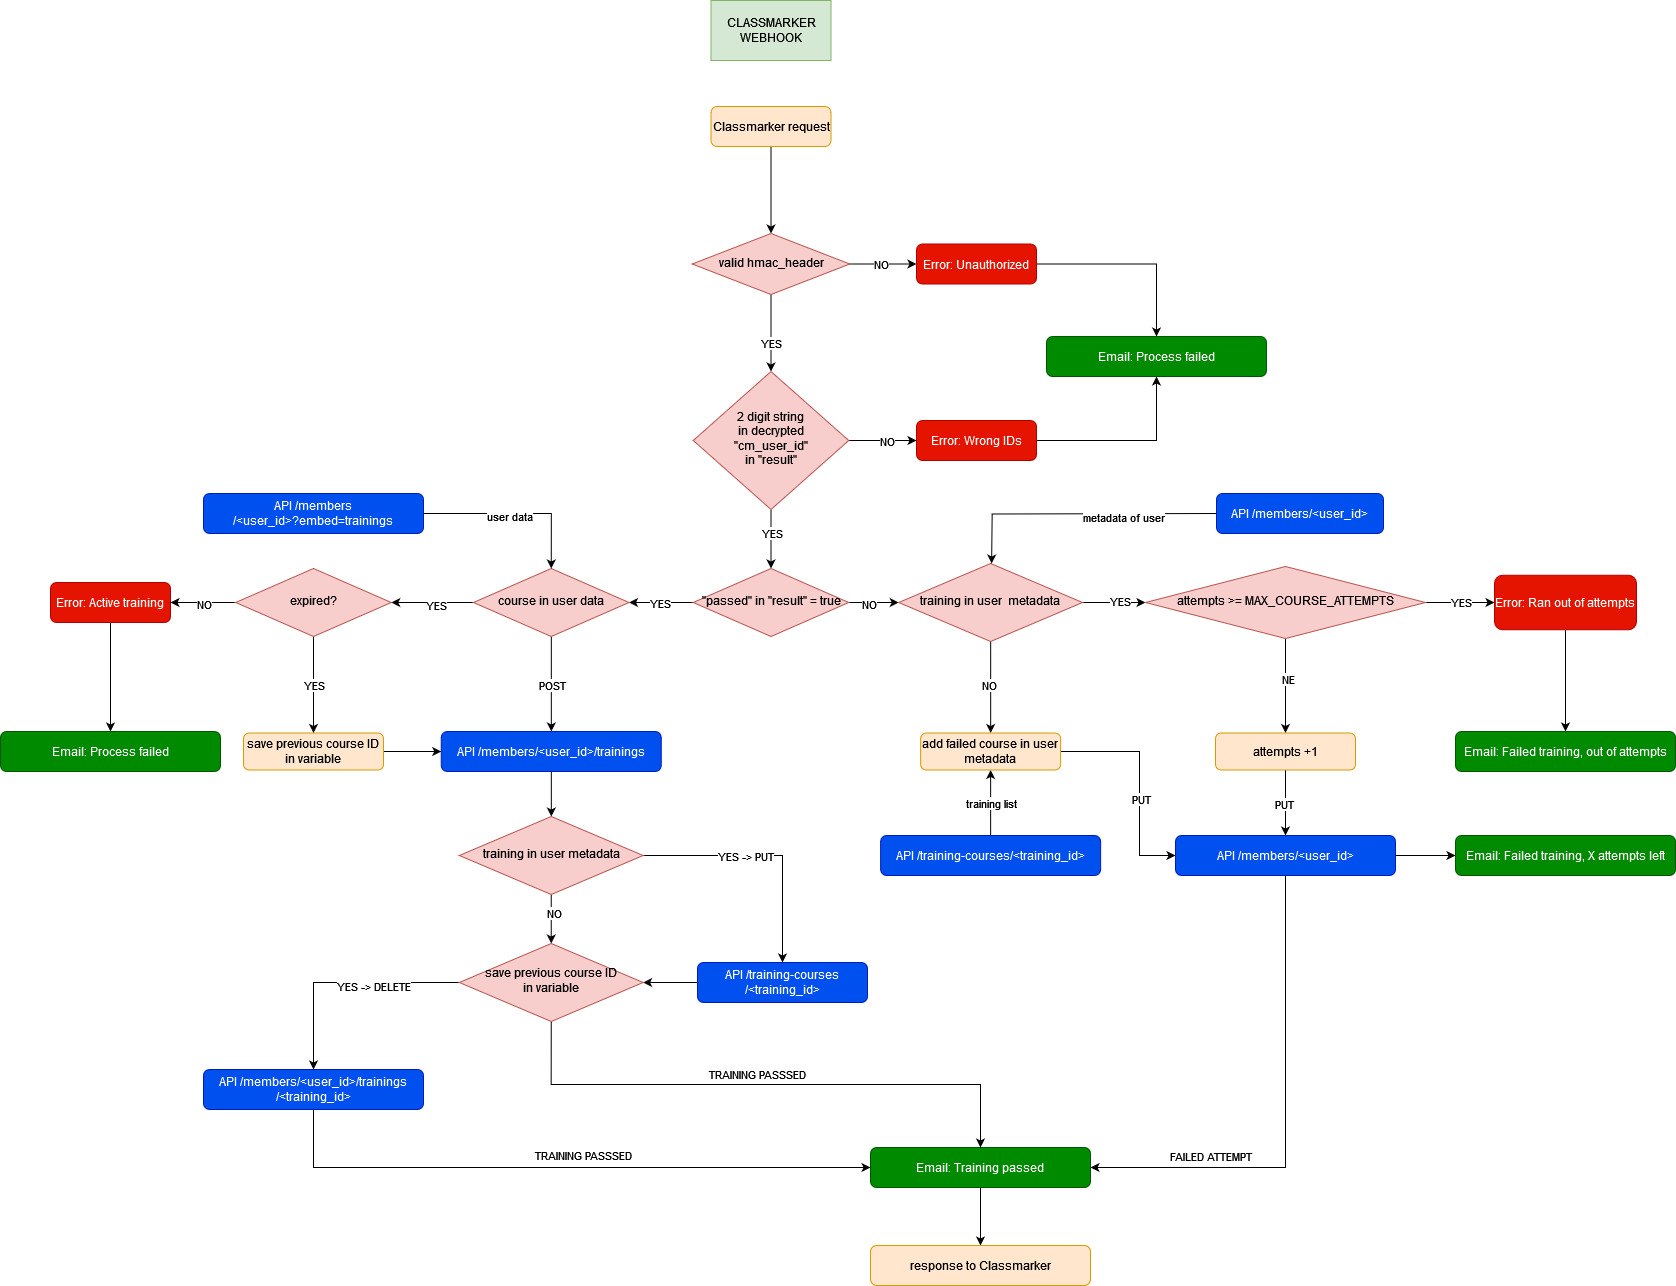 CLASSMARKER
WEBHOOK
Classmarker request
valid hmac_header
NO
Error: Unauthorized
YES
Email: Process failed
2 digit string
in decrypted
"cm_user_id"
in "result"
NO
Error: Wrong IDs
API /members
/<user_id>?embed=trainings
user data
YES
metadata of user
API /members/<user_id>
Error: Active training
NO
expired?
YES
course in user data
YES
"passed" in "result" = true
NO
training in user metadata
YES
attempts >= MAX_COURSE_ATTEMPTS
YES
Error: Ran out of attempts
YES
POST
NO
NE
Email: Process failed
save previous course ID
in variable
API /members/<user_id>/trainings
add failed course in user
metadata
attempts +1
Email: Failed training, out of attempts
training list
PUT
PUT
training in user metadata
YES -> PUT
API /training-courses/<training_id>
API /members/<user_id>
Email: Failed training, X attempts left
NO
save previous course ID
in variable
API /training-courses
/<training_id>
YES -> DELETE
API /members/<user_id>/trainings
/<training_id>
TRAINING PASSSED
TRAINING PASSSED
Email: Training passed
FAILED ATTEMPT
response to Classmarker